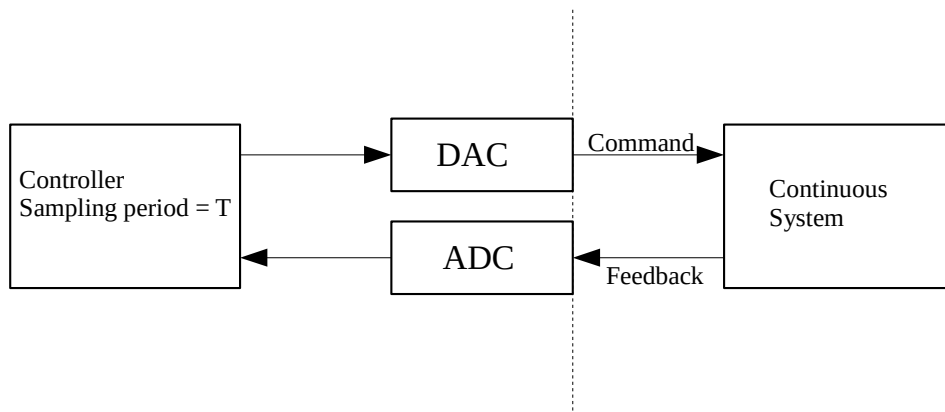 Controller
Sampling period = T
DAC
ADC
Command
Feedback
Continuous
System